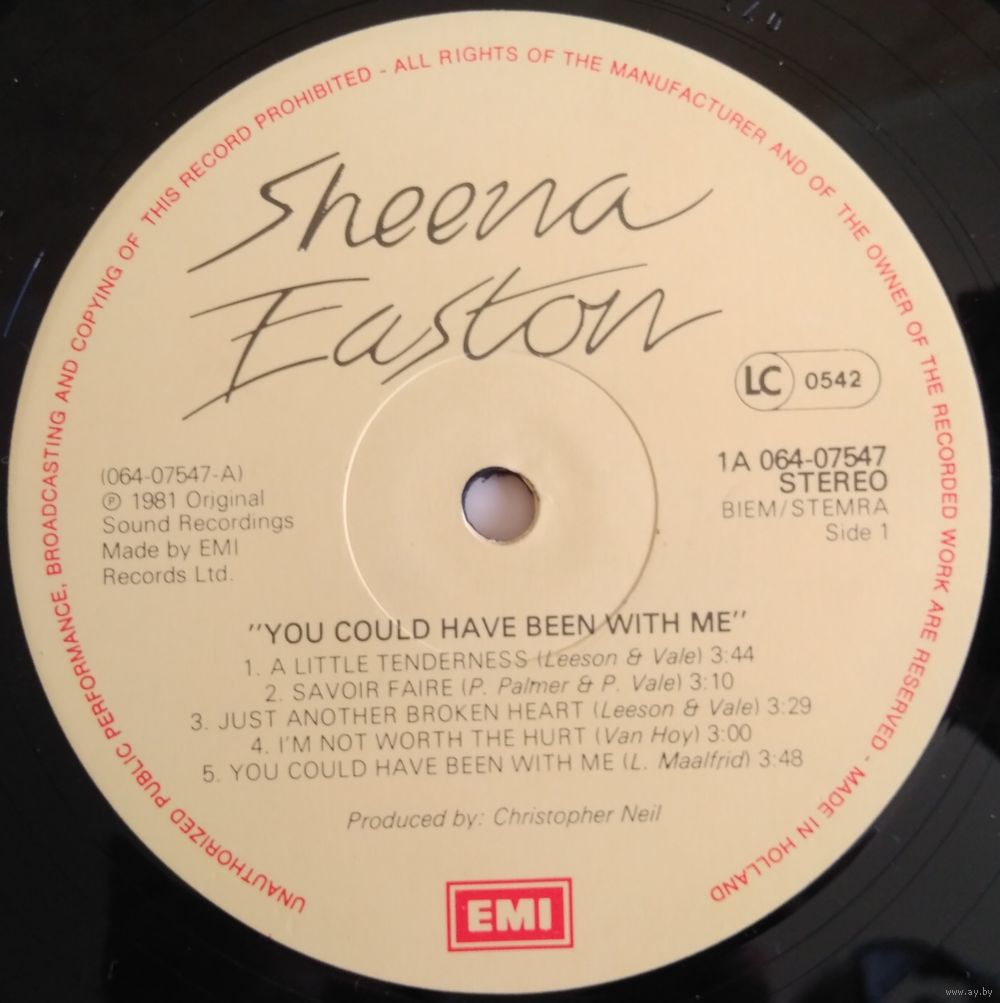 UNAUTHORIZED PUBLIC PERFORMANCE, BROADCASTING AND COPYING OF THIS RECORD PROHIBITED - ALL RIGHTS OF THE MANUFACTURER AND OF THE OWNER OF THE RECORDED WORK ARE RESERVED - MADE IN HOLLAND
Sheena
Easton
LC 0542
(064-07547-A)
℗ 1981 Original
Sound Recordings
Made by EMI
Records Ltd.
1A 064-07547
STEREO
BIEM/STEMRA
Side 1
"YOU COULD HAVE BEEN WITH ME"
1. A LITTLE TENDERNESS (Leeson & Vale) 3:44
2. SAVOIR FAIRE (P. Palmer & P. Vale) 3:10
3. JUST ANOTHER BROKEN HEART (Leeson & Vale) 3:29
4. I'M NOT WORTH THE HURT (Van Hoy) 3:00
5. YOU COULD HAVE BEEN WITH ME (L. Maalfrid) 3:48
Produced by: Christopher Neil
EMI
www.ay.by